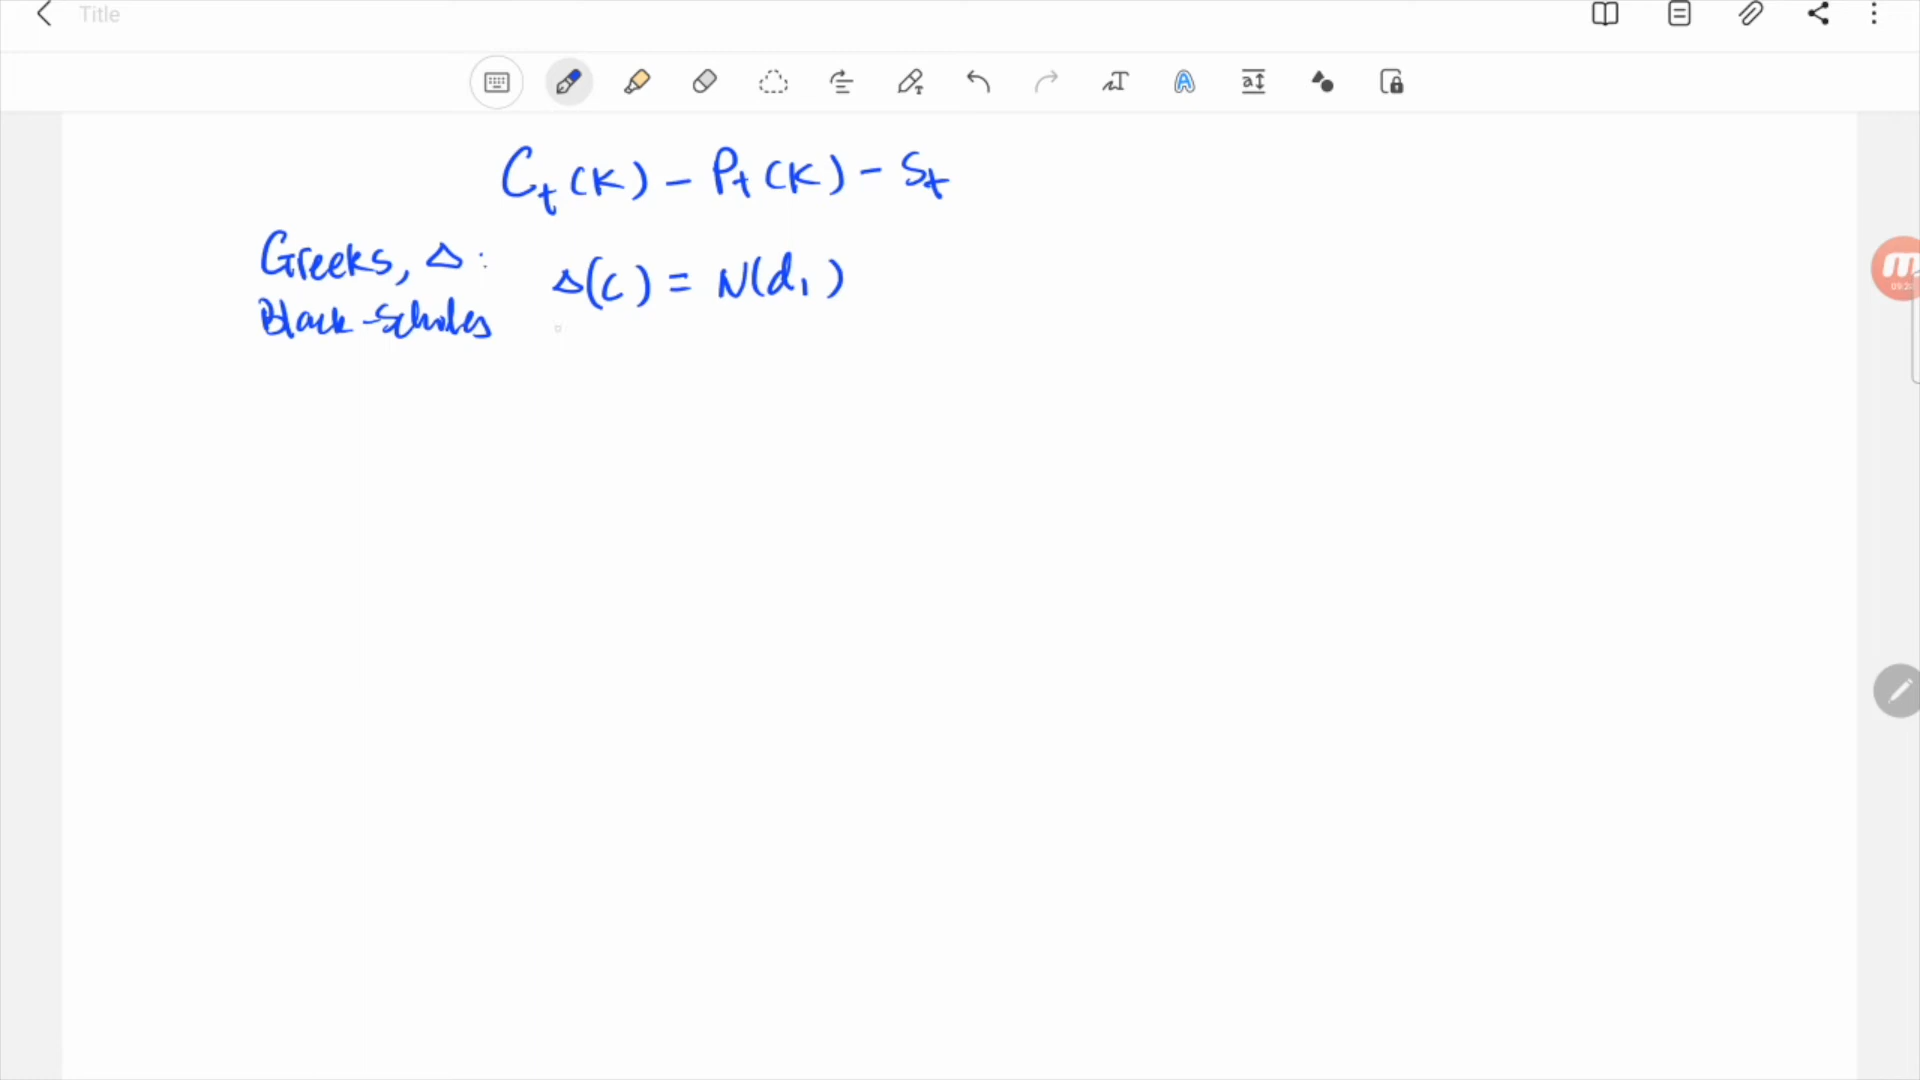 Title
C_t (K) - P_t (K) - S_t
Greeks, Δ :
Δ(C) = N(d_1)
Black-Scholes